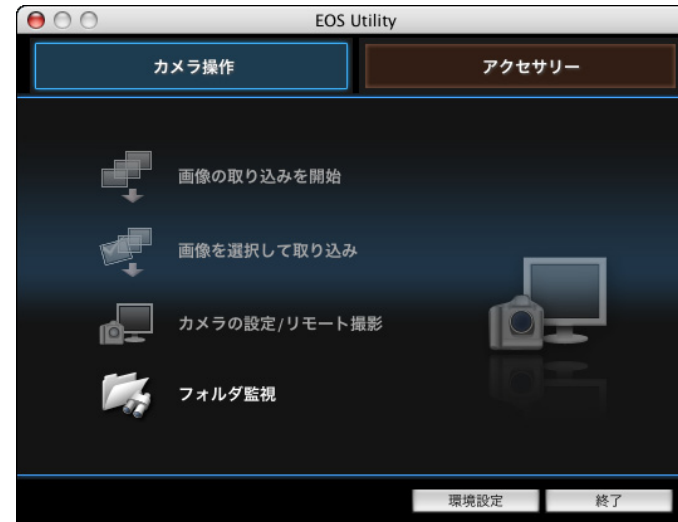 EOS Utility
カメラ操作
アクセサリー
画像の取り込みを開始
画像を選択して取り込み
カメラの設定/リモート撮影
フォルダ監視
環境設定
終了